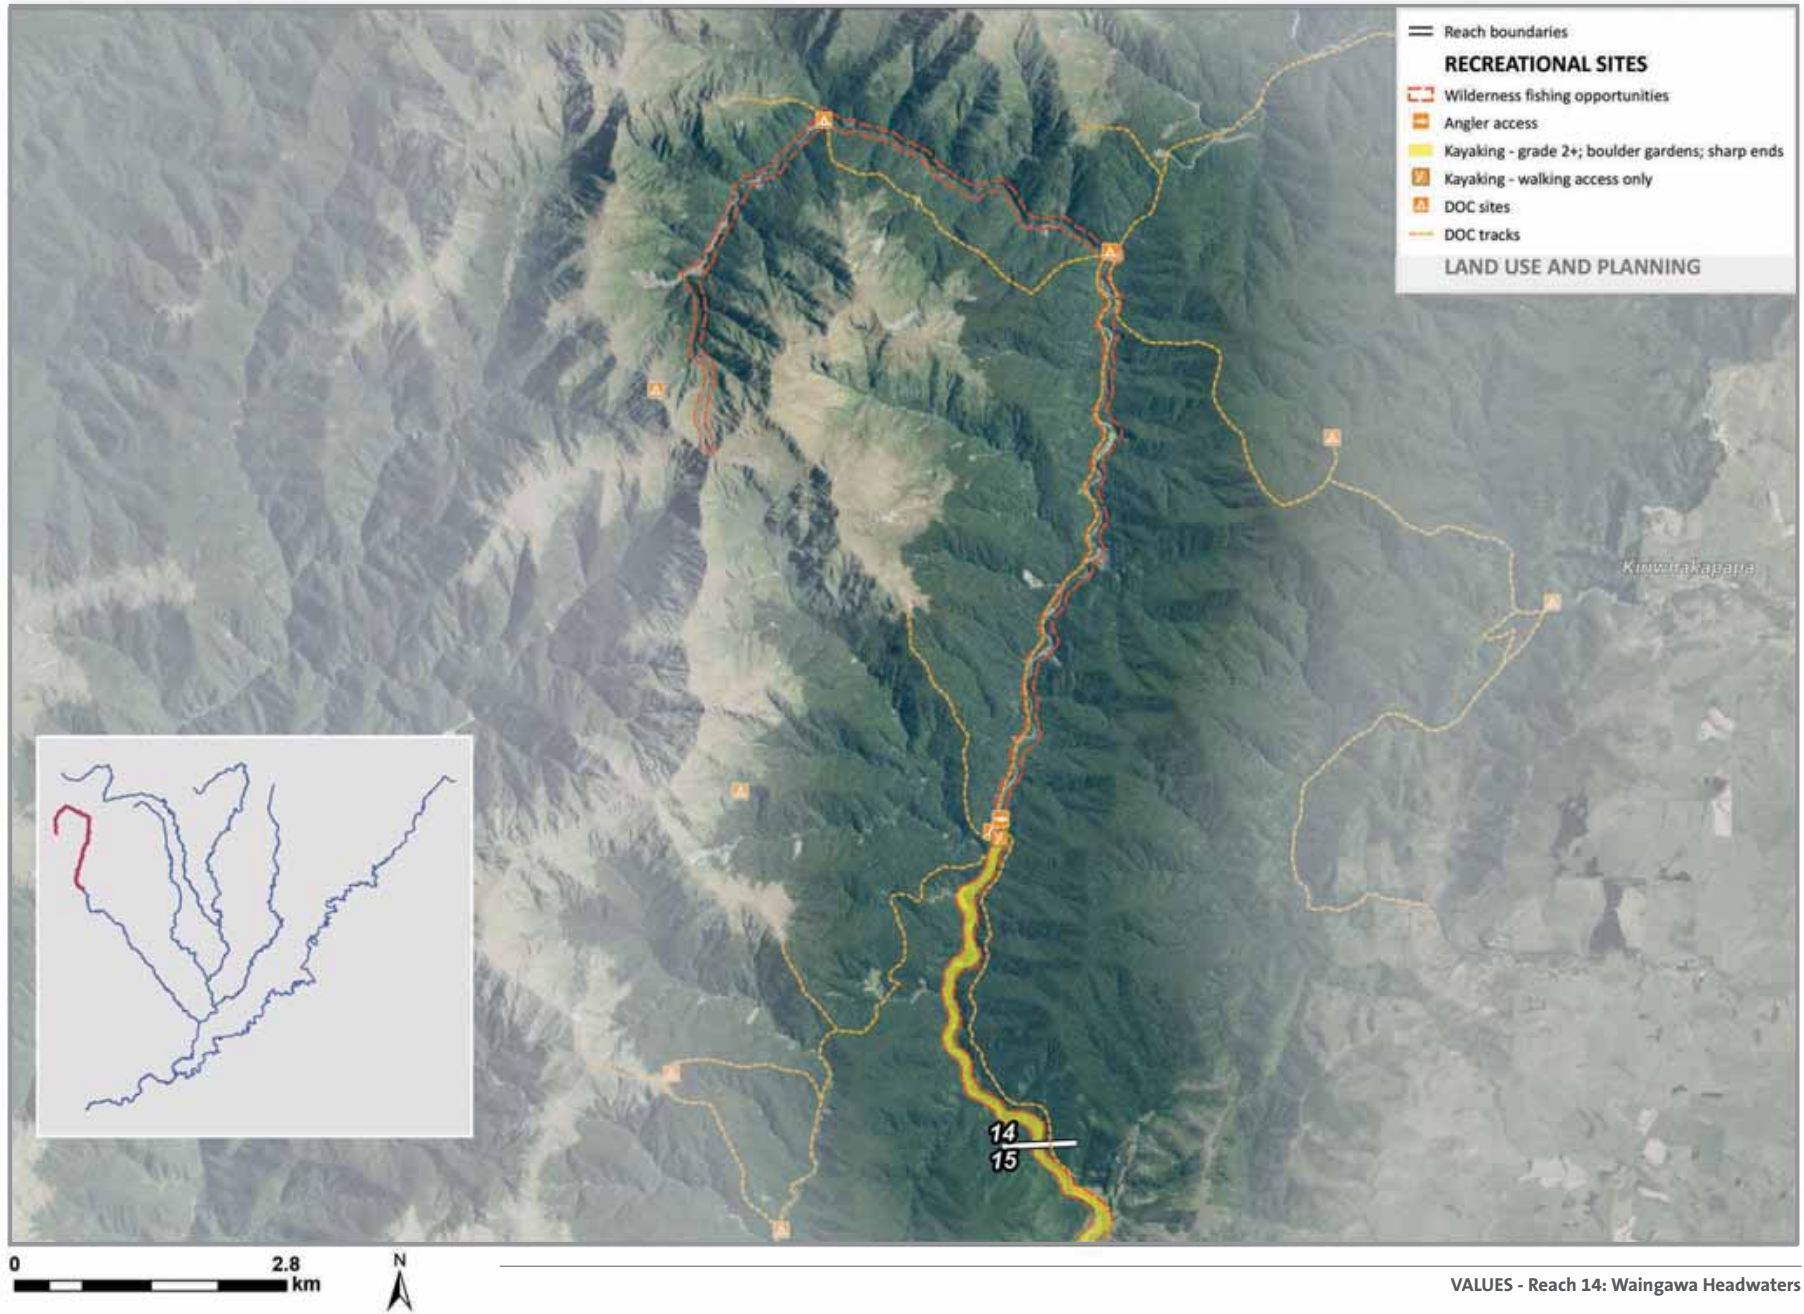 Reach boundaries
RECREATIONAL SITES
Wilderness fishing opportunities
Angler access
Kayaking - grade 2+; boulder gardens; sharp ends
Kayaking - walking access only
DOC sites
DOC tracks
LAND USE AND PLANNING
Kiriwhakapapa
14
15
0
2.8
km
N
VALUES - Reach 14: Waingawa Headwaters